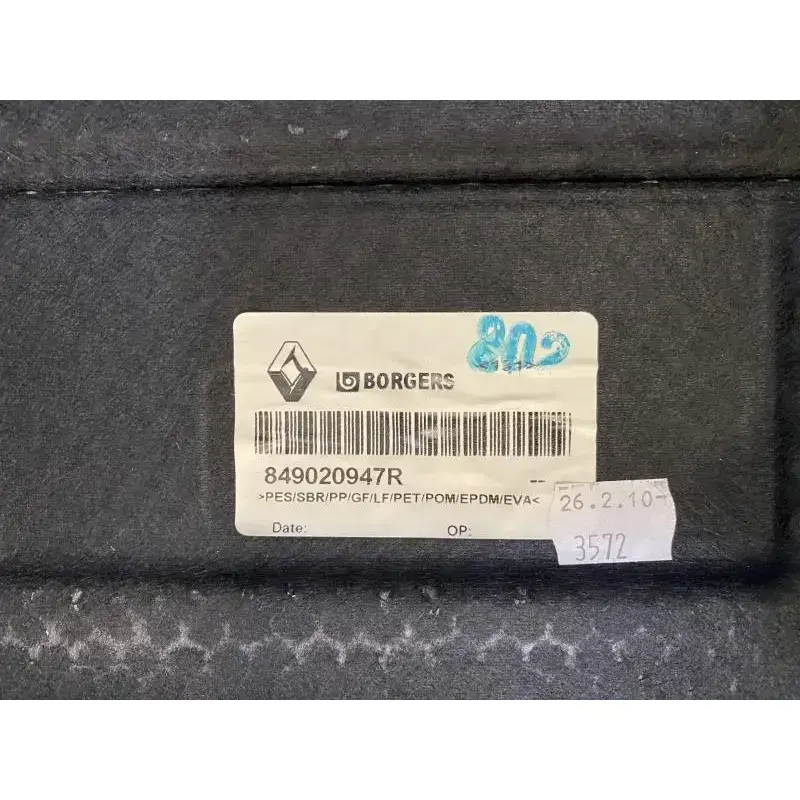 802
BORGERS
849020947R
--
>PES/SBR/PP/GF/LF/PET/POM/EPDM/EVA<
26.2.10-
Date:
OP:
3572